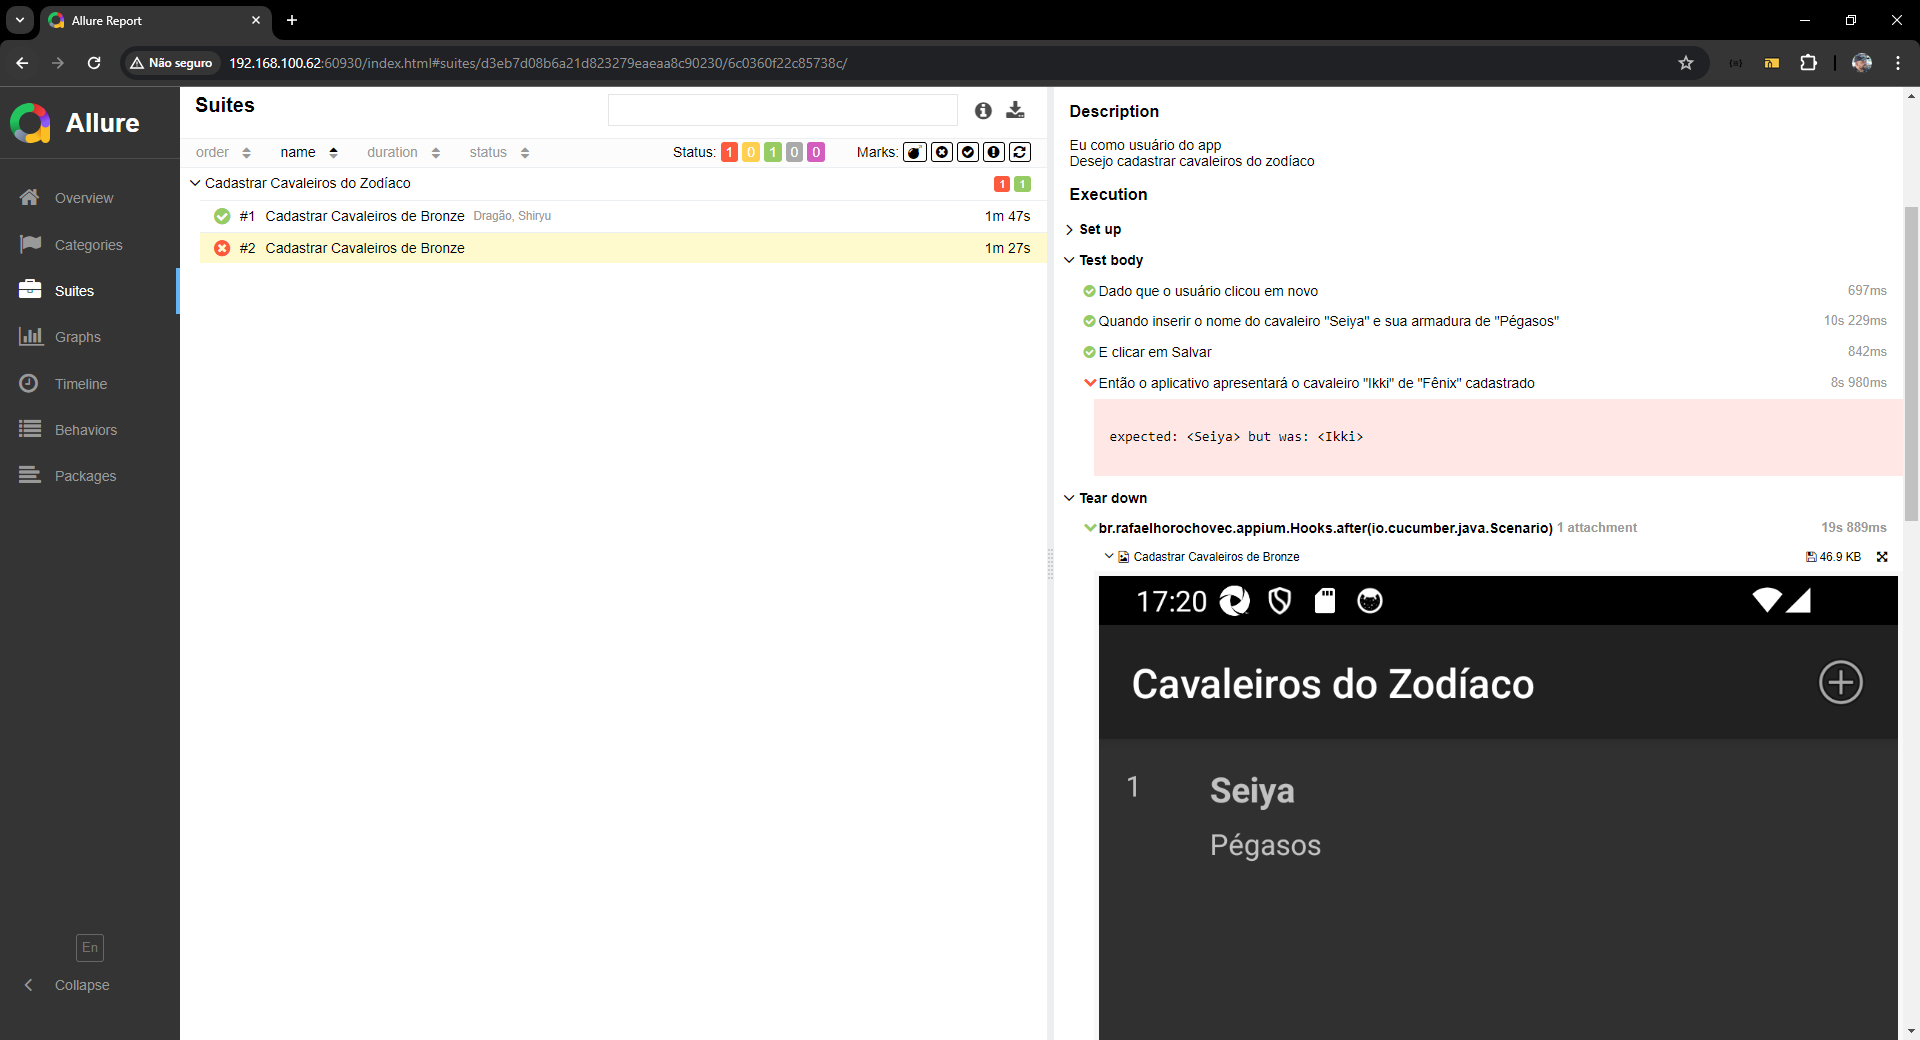 Allure Report
Não seguro
192.168.100.62:60930/index.html#suites/d3eb7d08b6a21d823279eaeaa8c90230/6c0360f22c85738c/
Allure
Overview
Categories
Suites
Graphs
Timeline
Behaviors
Packages
En
Collapse
Suites
order
name
duration
status
Status: 1 0 1 0 0
Marks:
Cadastrar Cavaleiros do Zodíaco 1 1
#1 Cadastrar Cavaleiros de Bronze Dragão, Shiryu 1m 47s
#2 Cadastrar Cavaleiros de Bronze 1m 27s
Description
Eu como usuário do app
Desejo cadastrar cavaleiros do zodíaco
Execution
Set up
Test body
Dado que o usuário clicou em novo 697ms
Quando inserir o nome do cavaleiro "Seiya" e sua armadura de "Pégasos" 10s 229ms
E clicar em Salvar 842ms
Então o aplicativo apresentará o cavaleiro "Ikki" de "Fênix" cadastrado 8s 980ms
expected: <Seiya> but was: <Ikki>
Tear down
br.rafaelhorochovec.appium.Hooks.after(io.cucumber.java.Scenario) 1 attachment 19s 889ms
Cadastrar Cavaleiros de Bronze 46.9 KB
17:20
Cavaleiros do Zodíaco
1 Seiya
Pégasos